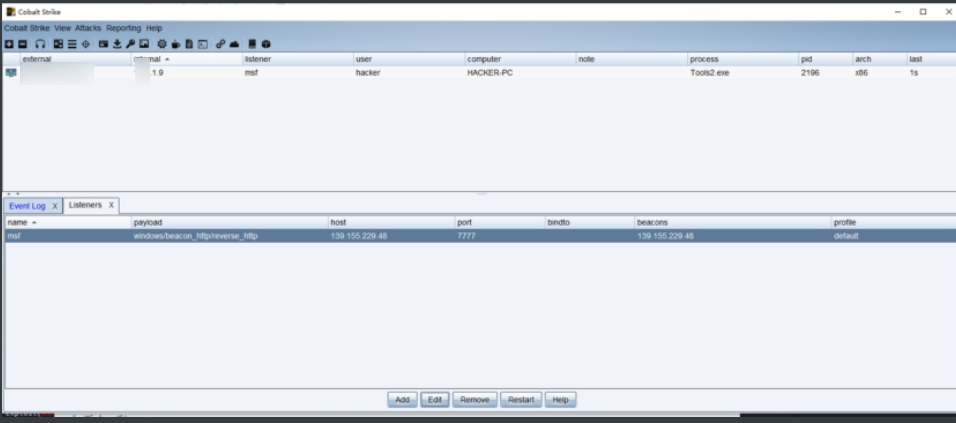 Cobalt Strike
Cobalt Strike View Attacks Reporting Help
external internal listener user computer note process pid arch last
.1.9 msf hacker HACKER-PC Tools2.exe 2196 x86 1s
Event Log X Listeners X
name payload host port bindto beacons profile
msf windows/beacon_http/reverse_http 139.155.229.48 7777 139.155.229.48 default
Add Edit Remove Restart Help